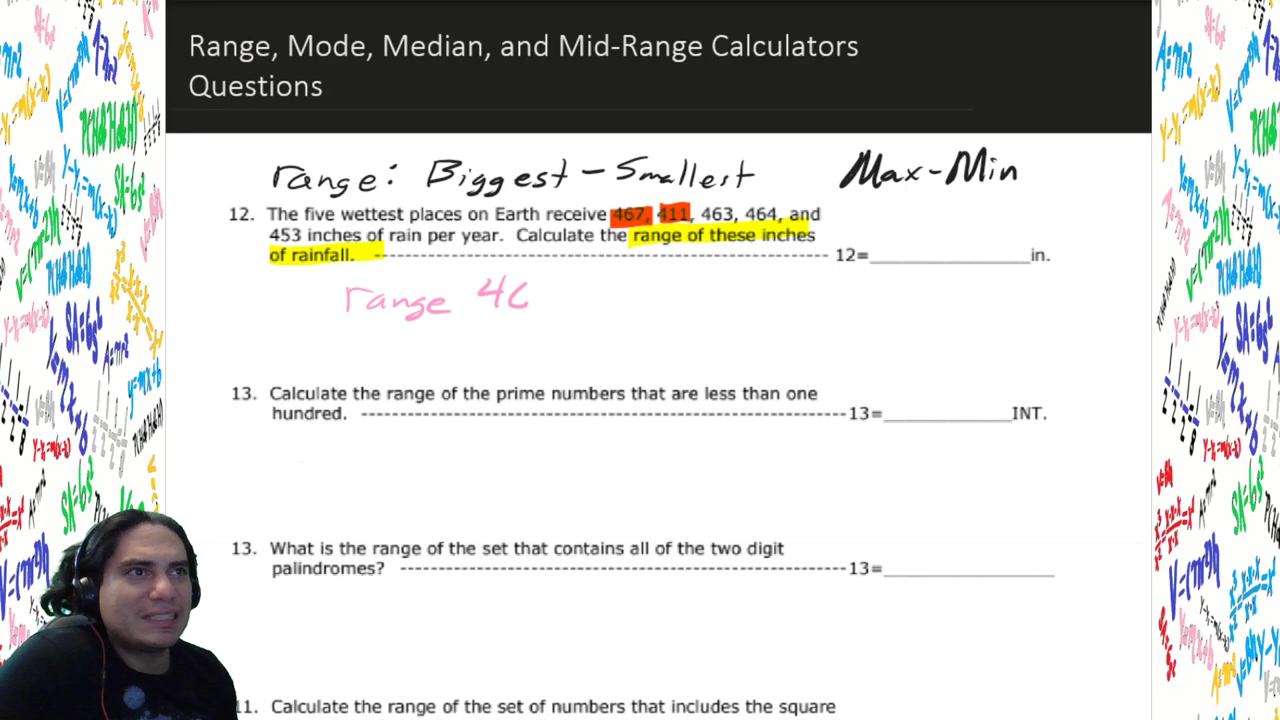 Range, Mode, Median, and Mid-Range Calculators
Questions
range: Biggest - Smallest Max-Min
12. The five wettest places on Earth receive 467, 411, 463, 464, and
453 inches of rain per year. Calculate the range of these inches
of rainfall. ---------------------------------------- 12=_______________in.
range 46
13. Calculate the range of the prime numbers that are less than one
hundred. ---------------------------------------- 13=____________INT.
13. What is the range of the set that contains all of the two digit
palindromes? ---------------------------------------- 13=________________
11. Calculate the range of the set of numbers that includes the square